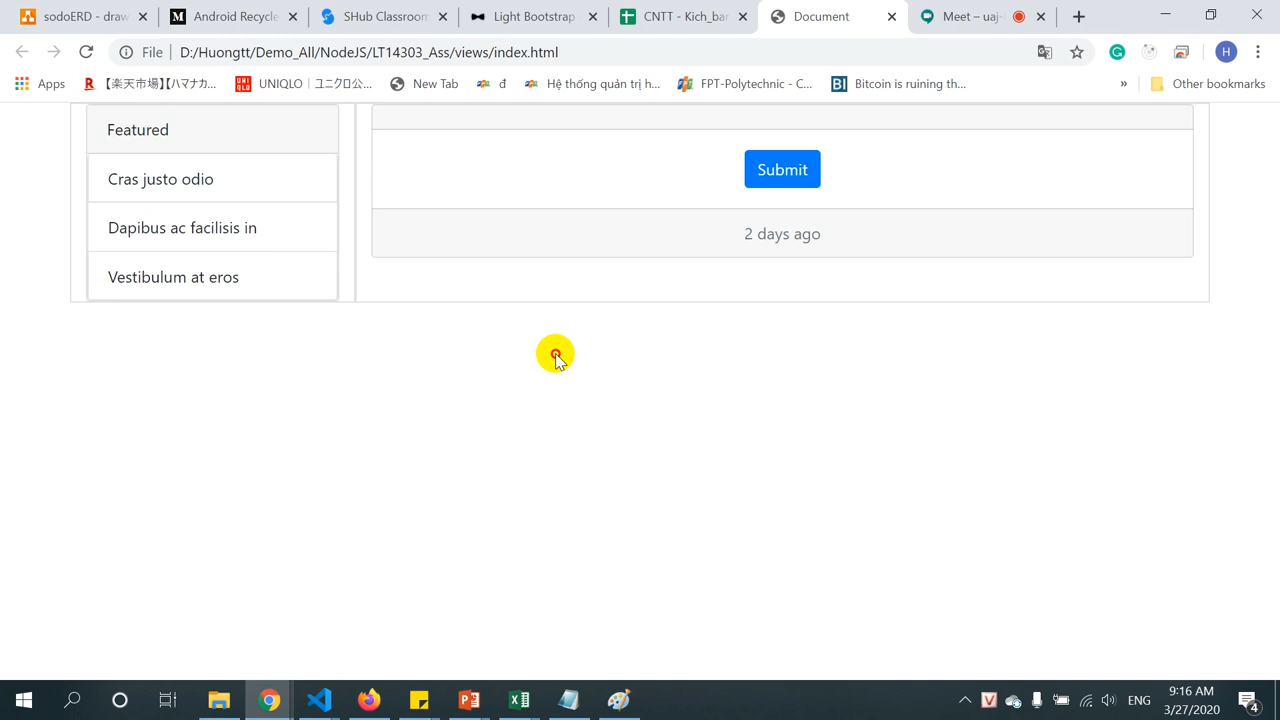 sodoERD - draw
Android Recycle
SHub Classroom
Light Bootstrap
CNTT - Kich_bả
Document
Meet – uaj-
File
D:/Huongtt/Demo_All/NodeJS/LT14303_Ass/views/index.html
H
Apps
【楽天市場】【ハマナカ...
UNIQLO｜ユニクロ公...
New Tab
đ
Hệ thống quản trị h...
FPT-Polytechnic - C...
Bitcoin is ruining th...
»
Other bookmarks
Featured
Cras justo odio
Dapibus ac facilisis in
Vestibulum at eros
Submit
2 days ago
ENG
9:16 AM
3/27/2020
4